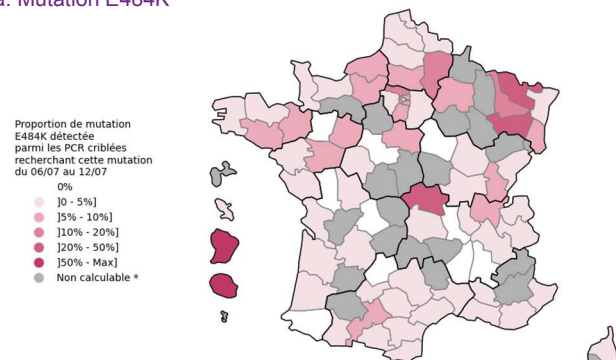 a. Mutation E484K
Proportion de mutation
E484K détectée
parmi les PCR criblées
recherchant cette mutation
du 06/07 au 12/07
0%
]0 - 5%]
]5% - 10%]
]10% - 20%]
]20% - 50%]
]50% - Max]
Non calculable *